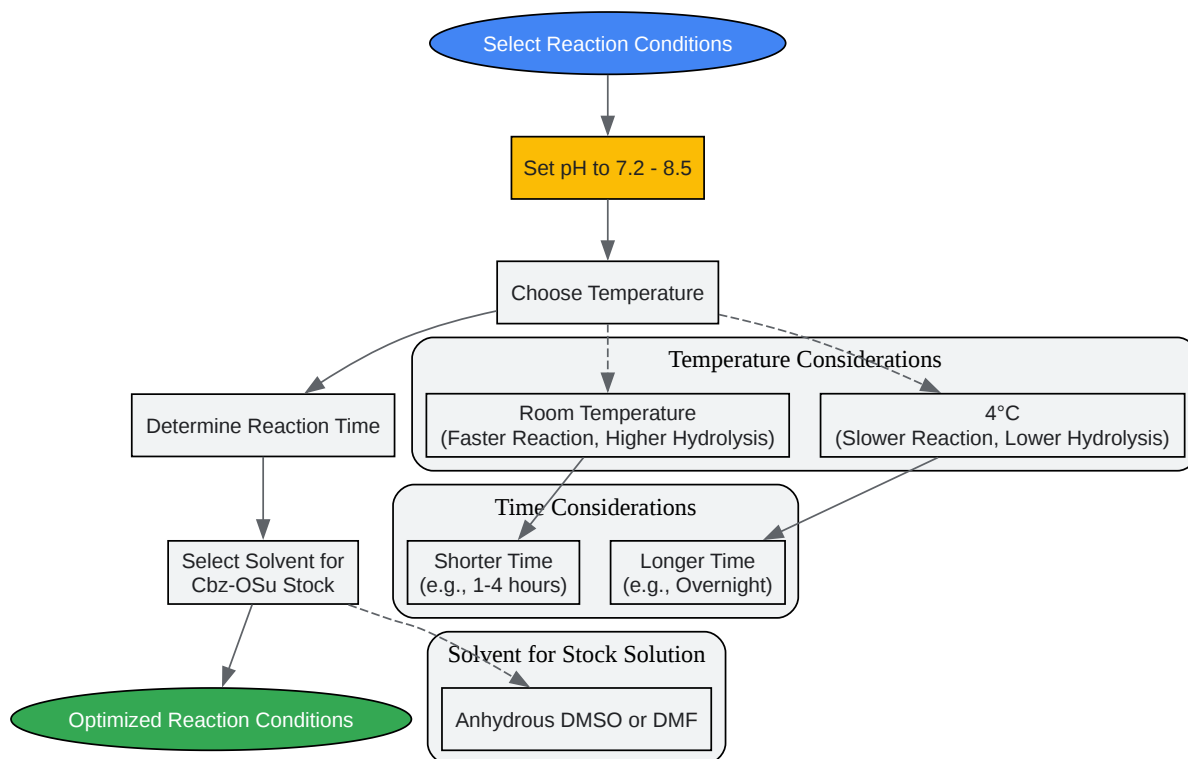 Select Reaction Conditions
Set pH to 7.2 - 8.5
Choose Temperature
Temperature Considerations
Determine Reaction Time
Room Temperature
(Faster Reaction, Higher Hydrolysis)
4°C
(Slower Reaction, Lower Hydrolysis)
Time Considerations
Select Solvent for
Cbz-OSu Stock
Shorter Time
(e.g., 1-4 hours)
Longer Time
(e.g., Overnight)
Solvent for Stock Solution
Optimized Reaction Conditions
Anhydrous DMSO or DMF